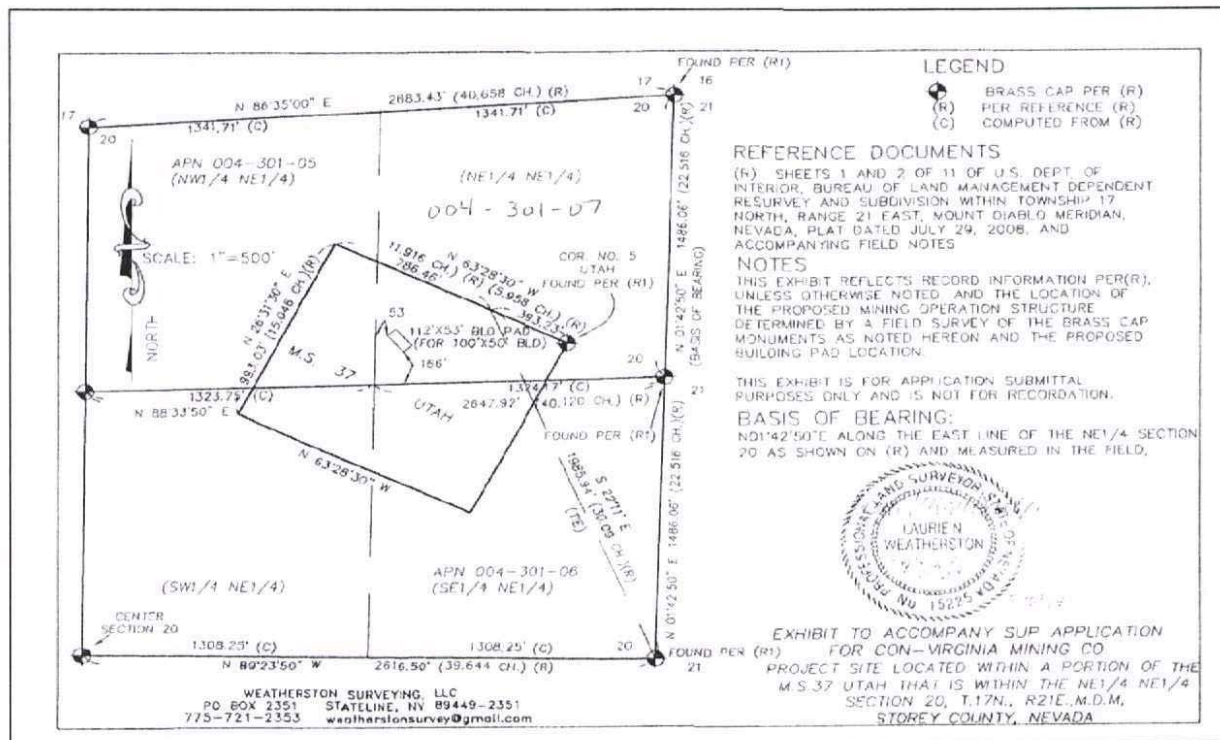 FOUND PER (R1)
17 16
20 21
N 86°35'00" E 2683.43' (40.658 CH.) (R)
1341.71' (C) 1341.71' (C)
17
20
APN 004-301-05
(NW1/4 NE1/4)
(NE1/4 NE1/4)
004-301-07
SCALE: 1"=500'
NORTH
N 26°31'30" E
993.03' (15.046 CH.)(R)
N 63°28'30" W
11.916 CH.) (R) (5.958 CH.) (R)
786.46' 393.23'
COR. NO. 5
UTAH
FOUND PER (R1)
N 01°42'50" E 1486.06' (22.516 CH.)(R)
(BASIS OF BEARING)
53
112'X53' BLD PAD
(FOR 100'X50' BLD)
166'
M.S. 37
UTAH
20
21
1323.75' (C) 1324.17' (C)
N 88°33'50" E 2647.92' (40.120 CH.) (R)
FOUND PER (R1)
N 63°28'30" W
S 22°11' E
1985.94' (30.09 CH.)(R)
(TE)
N 01°42'50" E 1486.06' (22.516 CH.)(R)
(SW1/4 NE1/4)
APN 004-301-06
(SE1/4 NE1/4)
CENTER
SECTION 20
1308.25' (C) 1308.25' (C) 20
N 89°23'50" W 2616.50' (39.644 CH.) (R)
FOUND PER (R1)
21
WEATHERSTON SURVEYING, LLC
PO BOX 2351 STATELINE, NV 89449-2351
775-721-2353 weatherstonsurvey@gmail.com
LEGEND
BRASS CAP PER (R)
(R) PER REFERENCE (R)
(C) COMPUTED FROM (R)
REFERENCE DOCUMENTS
(R) SHEETS 1 AND 2 OF 11 OF U.S. DEPT. OF
INTERIOR, BUREAU OF LAND MANAGEMENT DEPENDENT
RESURVEY AND SUBDIVISION WITHIN TOWNSHIP 17
NORTH, RANGE 21 EAST, MOUNT DIABLO MERIDIAN,
NEVADA, PLAT DATED JULY 29, 2008, AND
ACCOMPANYING FIELD NOTES
NOTES
THIS EXHIBIT REFLECTS RECORD INFORMATION PER(R),
UNLESS OTHERWISE NOTED AND THE LOCATION OF
THE PROPOSED MINING OPERATION STRUCTURE
DETERMINED BY A FIELD SURVEY OF THE BRASS CAP
MONUMENTS AS NOTED HEREON AND THE PROPOSED
BUILDING PAD LOCATION.
THIS EXHIBIT IS FOR APPLICATION SUBMITTAL
PURPOSES ONLY AND IS NOT FOR RECORDATION.
BASIS OF BEARING:
N01°42'50"E ALONG THE EAST LINE OF THE NE1/4 SECTION
20 AS SHOWN ON (R) AND MEASURED IN THE FIELD.
PROFESSIONAL LAND SURVEYOR STATE OF NEVADA
LAURIE N
WEATHERSTON
NO 15225
EXHIBIT TO ACCOMPANY SUP APPLICATION
FOR CON-VIRGINIA MINING CO
PROJECT SITE LOCATED WITHIN A PORTION OF THE
M.S.37 UTAH THAT IS WITHIN THE NE1/4 NE1/4
SECTION 20, T.17N., R21E.,M.D.M,
STOREY COUNTY, NEVADA